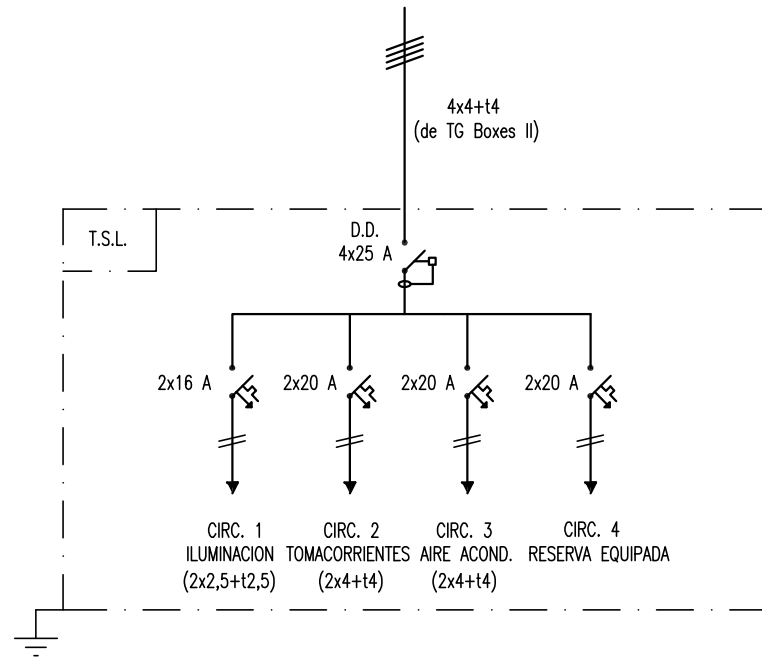 4x4+t4
(de TG Boxes II)
T.S.L.
D.D.
4x25 A
2x16 A
2x20 A
2x20 A
2x20 A
CIRC. 1
ILUMINACION
(2x2,5+t2,5)
CIRC. 2
TOMACORRIENTES
(2x4+t4)
CIRC. 3
AIRE ACOND.
(2x4+t4)
CIRC. 4
RESERVA EQUIPADA